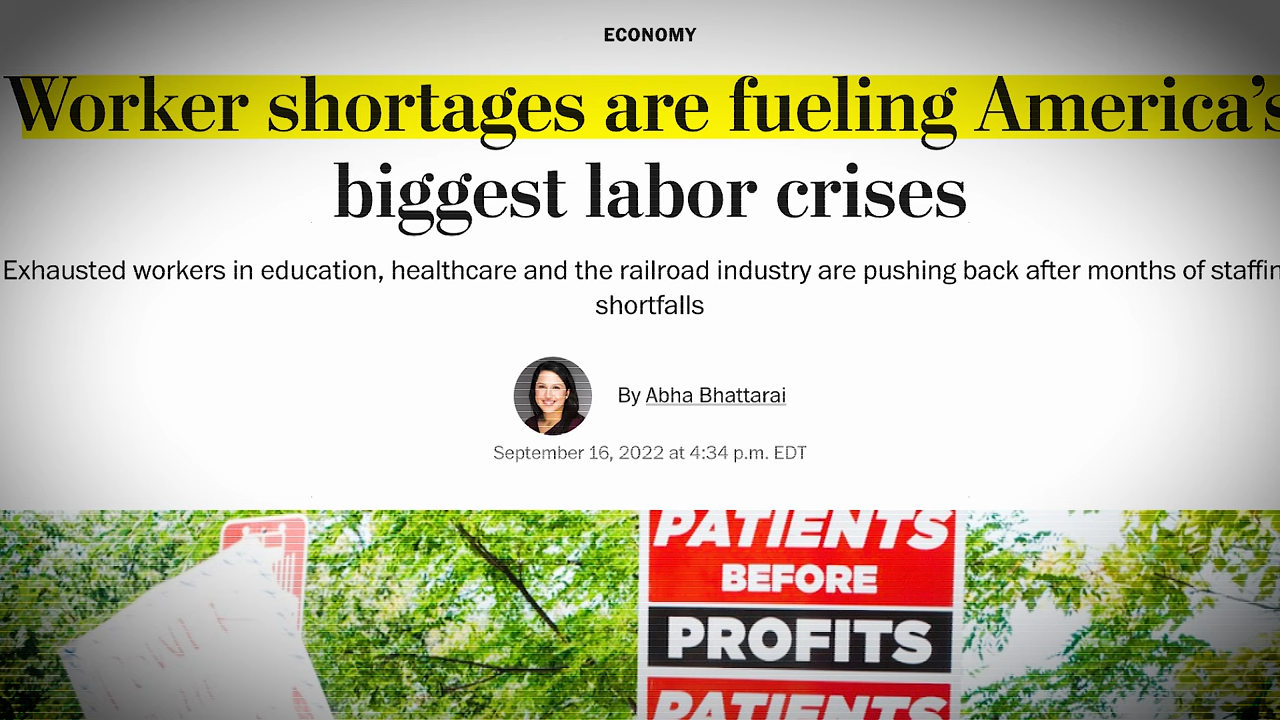 ECONOMY
Worker shortages are fueling America's
biggest labor crises
Exhausted workers in education, healthcare and the railroad industry are pushing back after months of staffin
shortfalls
By Abha Bhattarai
September 16, 2022 at 4:34 p.m. EDT
PATIENTS
BEFORE
PROFITS
PATIENTS